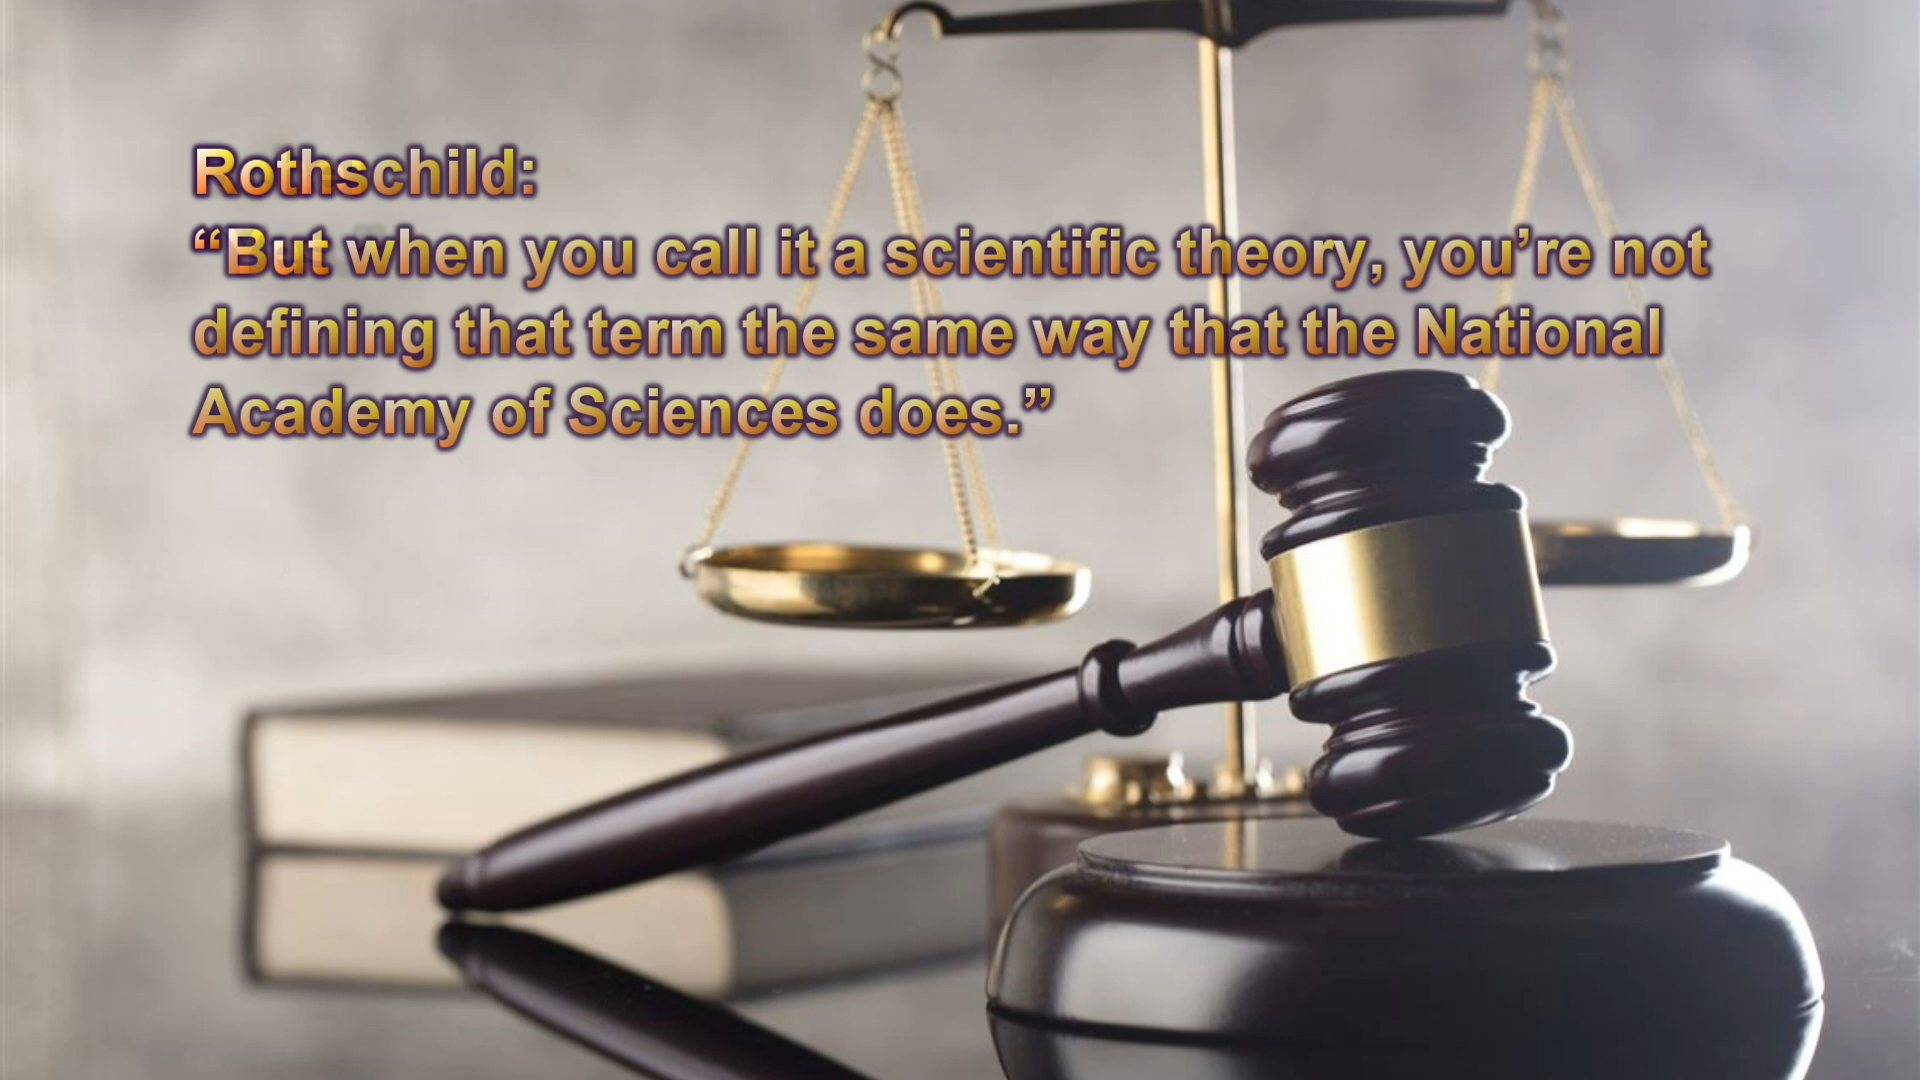 Rothschild:
“But when you call it a scientific theory, you’re not
defining that term the same way that the National
Academy of Sciences does.”